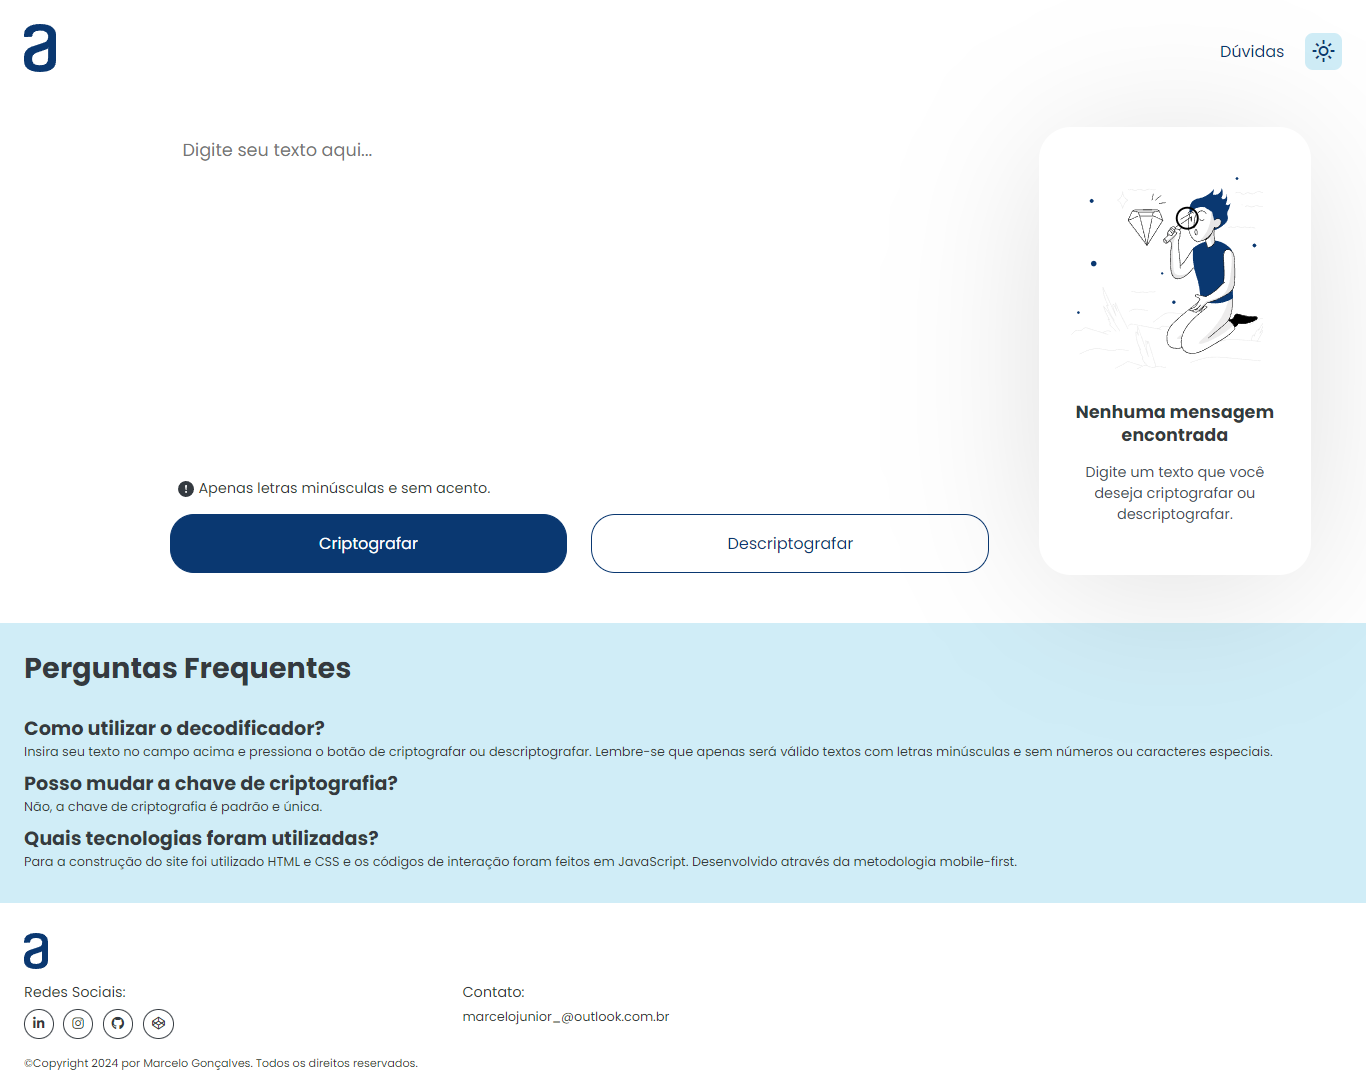 a
Dúvidas
Digite seu texto aqui...
Nenhuma mensagem
encontrada
Digite um texto que você
deseja criptografar ou
descriptografar.
! Apenas letras minúsculas e sem acento.
Criptografar
Descriptografar
Perguntas Frequentes
Como utilizar o decodificador?
Insira seu texto no campo acima e pressiona o botão de criptografar ou descriptografar. Lembre-se que apenas será válido textos com letras minúsculas e sem números ou caracteres especiais.
Posso mudar a chave de criptografia?
Não, a chave de criptografia é padrão e única.
Quais tecnologias foram utilizadas?
Para a construção do site foi utilizado HTML e CSS e os códigos de interação foram feitos em JavaScript. Desenvolvido através da metodologia mobile-first.
a
Redes Sociais:
in
Contato:
marcelojunior_@outlook.com.br
©Copyright 2024 por Marcelo Gonçalves. Todos os direitos reservados.